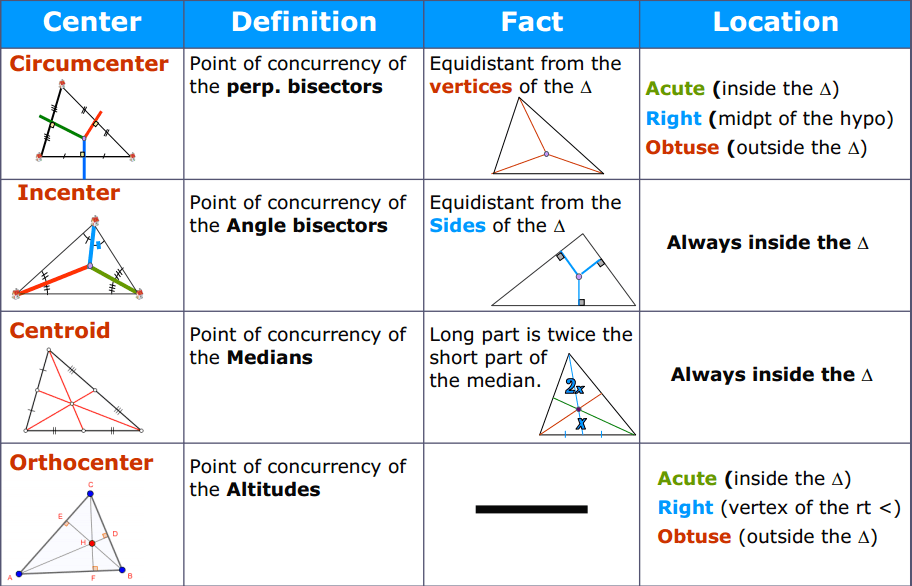 Center Definition Fact Location
Circumcenter
Point of concurrency of
the perp. bisectors
Equidistant from the
vertices of the Δ
Acute (inside the Δ)
Right (midpt of the hypo)
Obtuse (outside the Δ)
Incenter
Point of concurrency of
the Angle bisectors
Equidistant from the
Sides of the Δ
Always inside the Δ
Centroid
Point of concurrency of
the Medians
Long part is twice the
short part of
the median.
2x
x
Always inside the Δ
Orthocenter
C
E
D
H
A
F
B
Point of concurrency of
the Altitudes
Acute (inside the Δ)
Right (vertex of the rt <)
Obtuse (outside the Δ)